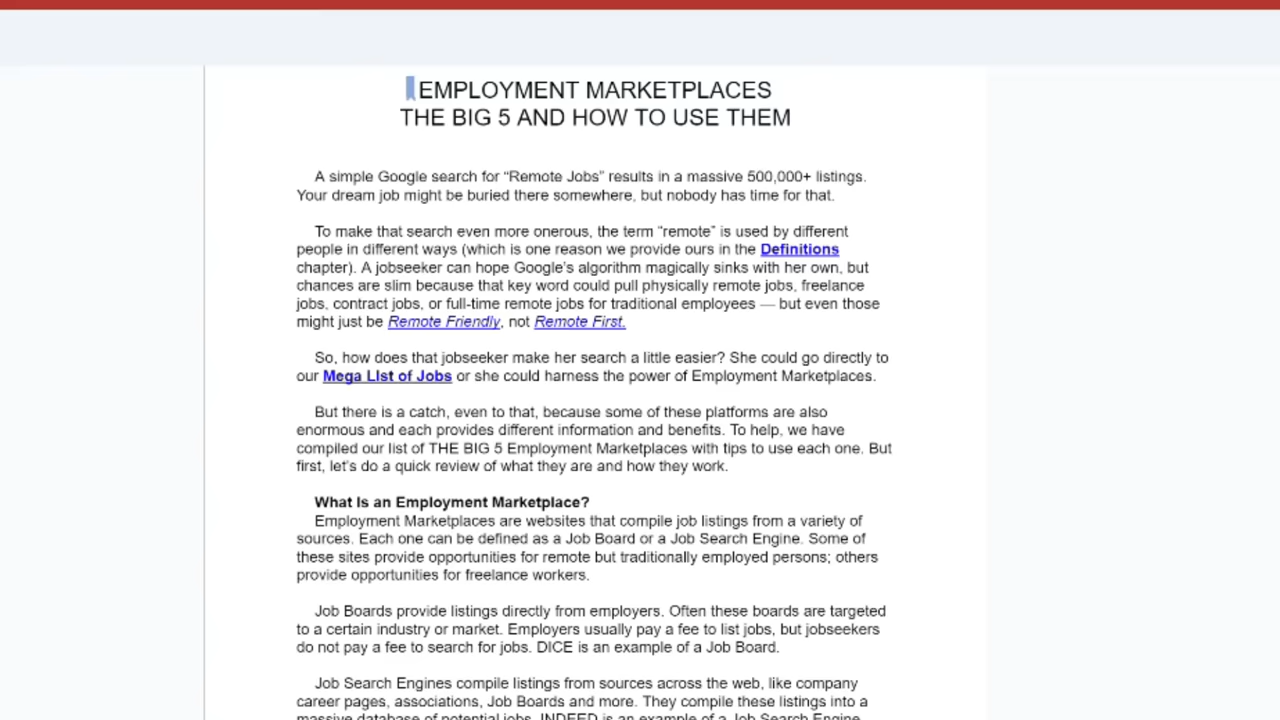 EMPLOYMENT MARKETPLACES
THE BIG 5 AND HOW TO USE THEM
A simple Google search for “Remote Jobs” results in a massive 500,000+ listings.
Your dream job might be buried there somewhere, but nobody has time for that.
To make that search even more onerous, the term “remote” is used by different
people in different ways (which is one reason we provide ours in the Definitions
chapter). A jobseeker can hope Google’s algorithm magically sinks with her own, but
chances are slim because that key word could pull physically remote jobs, freelance
jobs, contract jobs, or full-time remote jobs for traditional employees — but even those
might just be Remote Friendly, not Remote First.
So, how does that jobseeker make her search a little easier? She could go directly to
our Mega LIst of Jobs or she could harness the power of Employment Marketplaces.
But there is a catch, even to that, because some of these platforms are also
enormous and each provides different information and benefits. To help, we have
compiled our list of THE BIG 5 Employment Marketplaces with tips to use each one. But
first, let’s do a quick review of what they are and how they work.
What Is an Employment Marketplace?
Employment Marketplaces are websites that compile job listings from a variety of
sources. Each one can be defined as a Job Board or a Job Search Engine. Some of
these sites provide opportunities for remote but traditionally employed persons; others
provide opportunities for freelance workers.
Job Boards provide listings directly from employers. Often these boards are targeted
to a certain industry or market. Employers usually pay a fee to list jobs, but jobseekers
do not pay a fee to search for jobs. DICE is an example of a Job Board.
Job Search Engines compile listings from sources across the web, like company
career pages, associations, Job Boards and more. They compile these listings into a
massive database of potential jobs. INDEED is an example of a Job Search Engine.